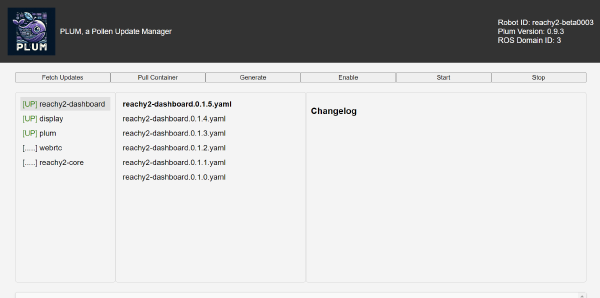 PLUM
PLUM, a Pollen Update Manager
Robot ID: reachy2-beta0003
Plum Version: 0.9.3
ROS Domain ID: 3
Fetch Updates
Pull Container
Generate
Enable
Start
Stop
[UP] reachy2-dashboard
[UP] display
[UP] plum
[.....] webrtc
[.....] reachy2-core
reachy2-dashboard.0.1.5.yaml
reachy2-dashboard.0.1.4.yaml
reachy2-dashboard.0.1.3.yaml
reachy2-dashboard.0.1.2.yaml
reachy2-dashboard.0.1.1.yaml
reachy2-dashboard.0.1.0.yaml
Changelog